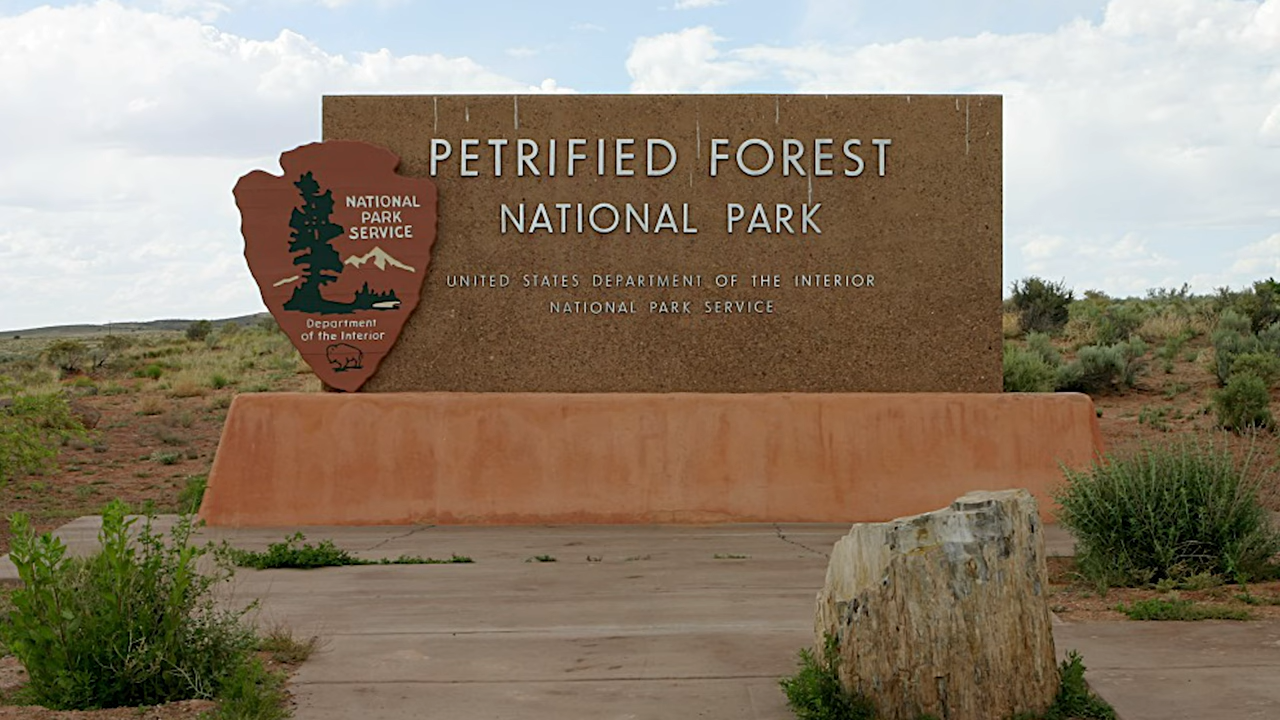 PETRIFIED FOREST
NATIONAL PARK
UNITED STATES DEPARTMENT OF THE INTERIOR
NATIONAL PARK SERVICE
NATIONAL
PARK
SERVICE
Department
of the Interior